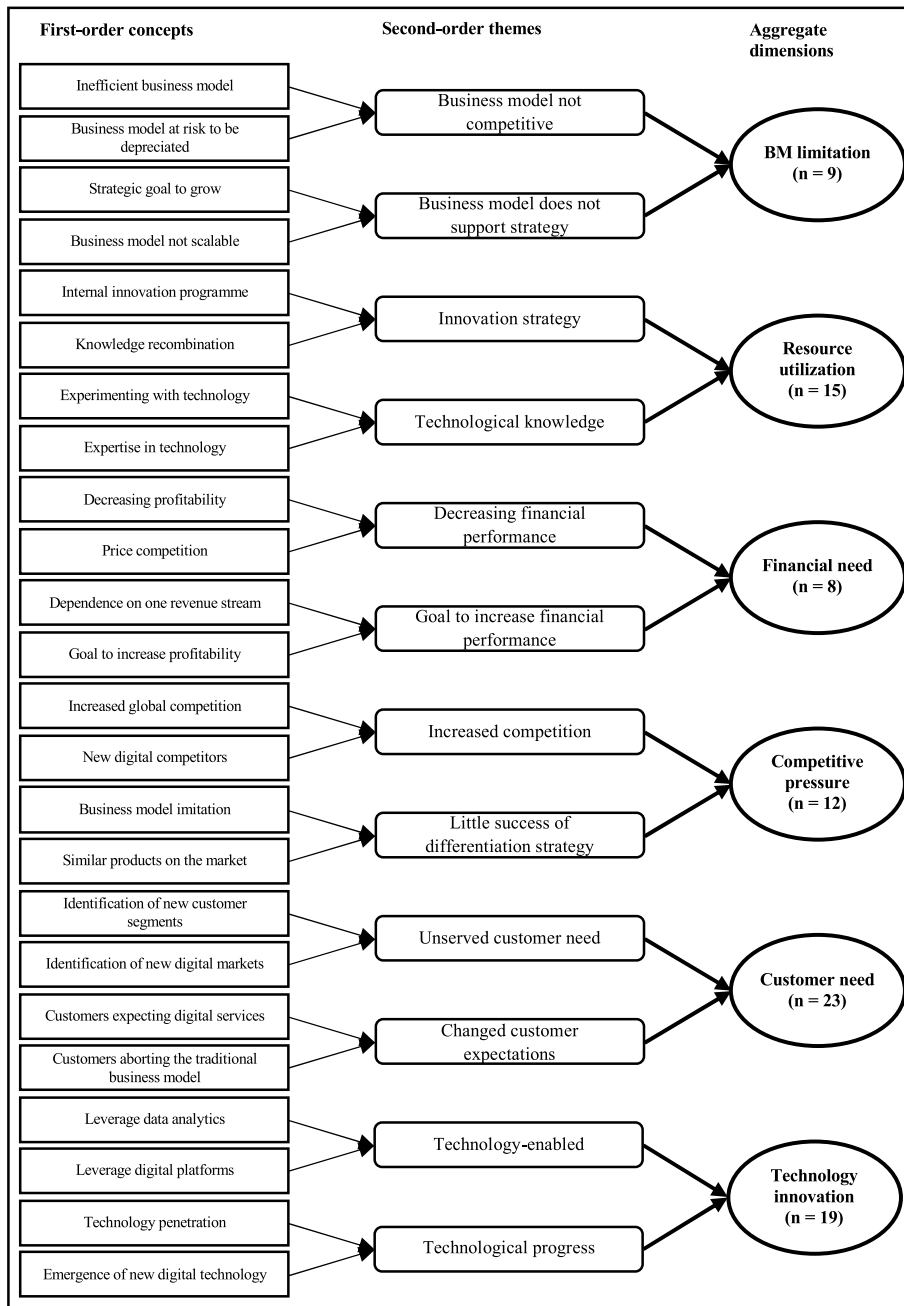 First-order concepts
Second-order themes
Aggregate
dimensions
Inefficient business model
Business model at risk to be
depreciated
Business model not
competitive
Strategic goal to grow
Business model not scalable
Business model does not
support strategy
BM limitation
(n = 9)
Internal innovation programme
Knowledge recombination
Innovation strategy
Experimenting with technology
Expertise in technology
Technological knowledge
Resource
utilization
(n = 15)
Decreasing profitability
Price competition
Decreasing financial
performance
Dependence on one revenue stream
Goal to increase profitability
Goal to increase financial
performance
Financial need
(n = 8)
Increased global competition
New digital competitors
Increased competition
Business model imitation
Similar products on the market
Little success of
differentiation strategy
Competitive
pressure
(n = 12)
Identification of new customer
segments
Identification of new digital markets
Unserved customer need
Customers expecting digital services
Customers aborting the traditional
business model
Changed customer
expectations
Customer need
(n = 23)
Leverage data analytics
Leverage digital platforms
Technology-enabled
Technology penetration
Emergence of new digital technology
Technological progress
Technology
innovation
(n = 19)